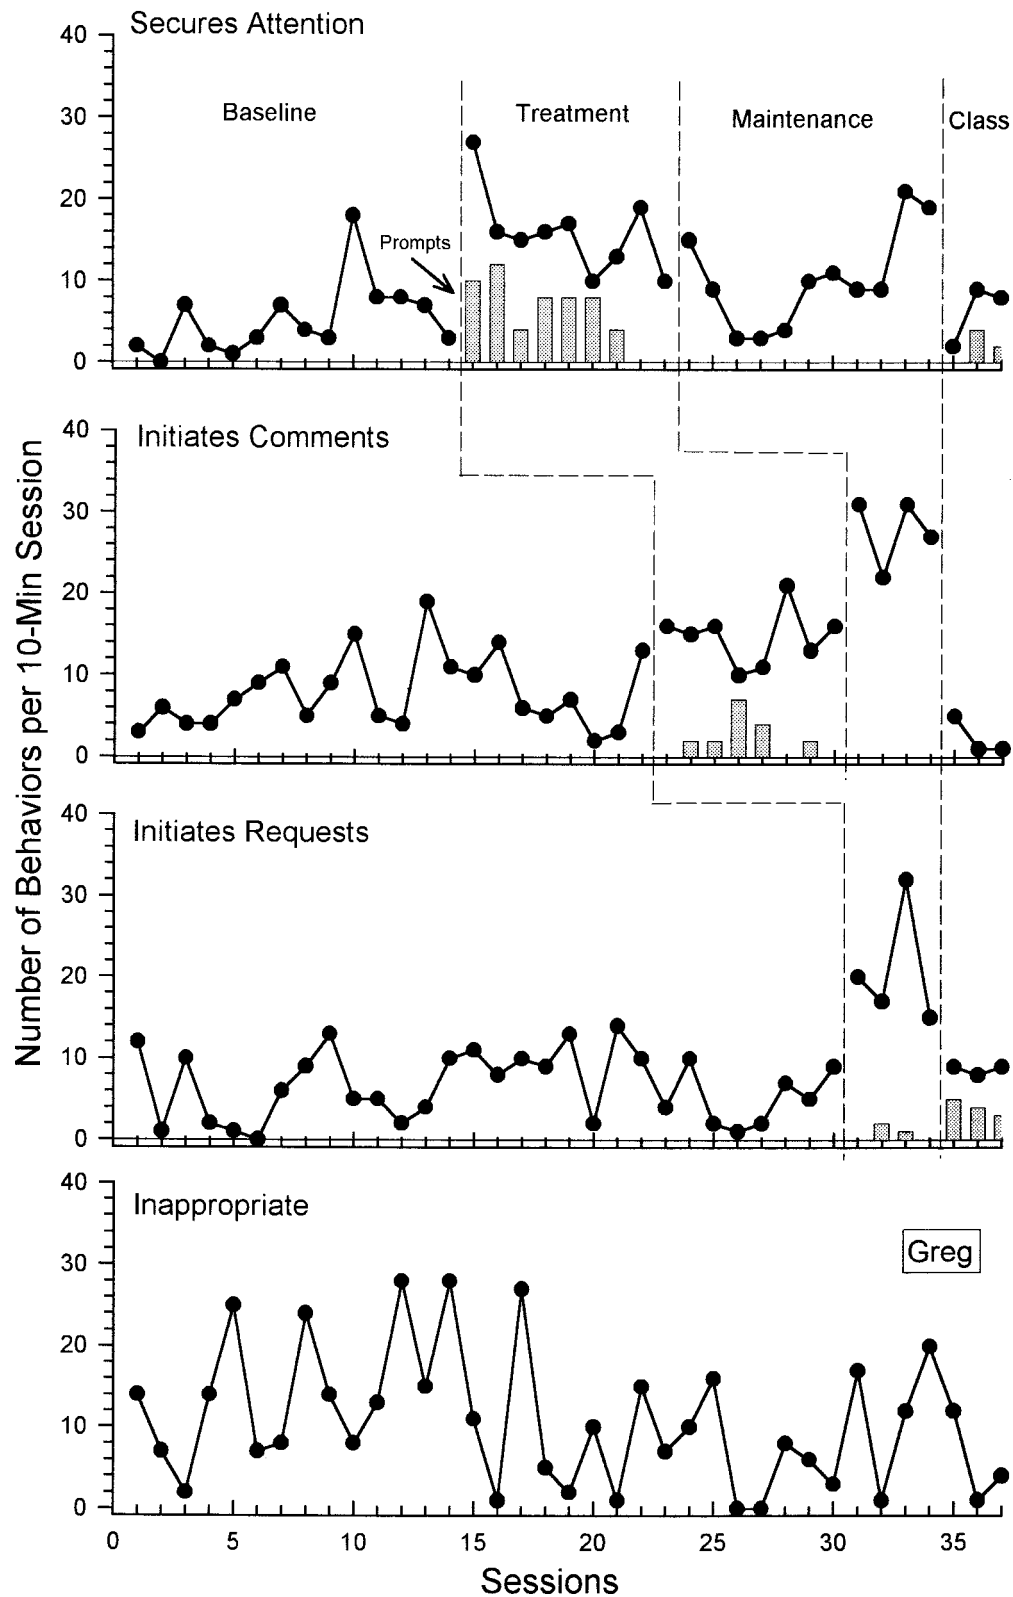 Secures Attention
40
30
20
10
0
Baseline
Treatment
Maintenance
Class
Prompts
Number of Behaviors per 10-Min Session
Initiates Comments
40
30
20
10
0
Initiates Requests
40
30
20
10
0
Inappropriate
40
30
20
10
0
Greg
0 5 10 15 20 25 30 35
Sessions